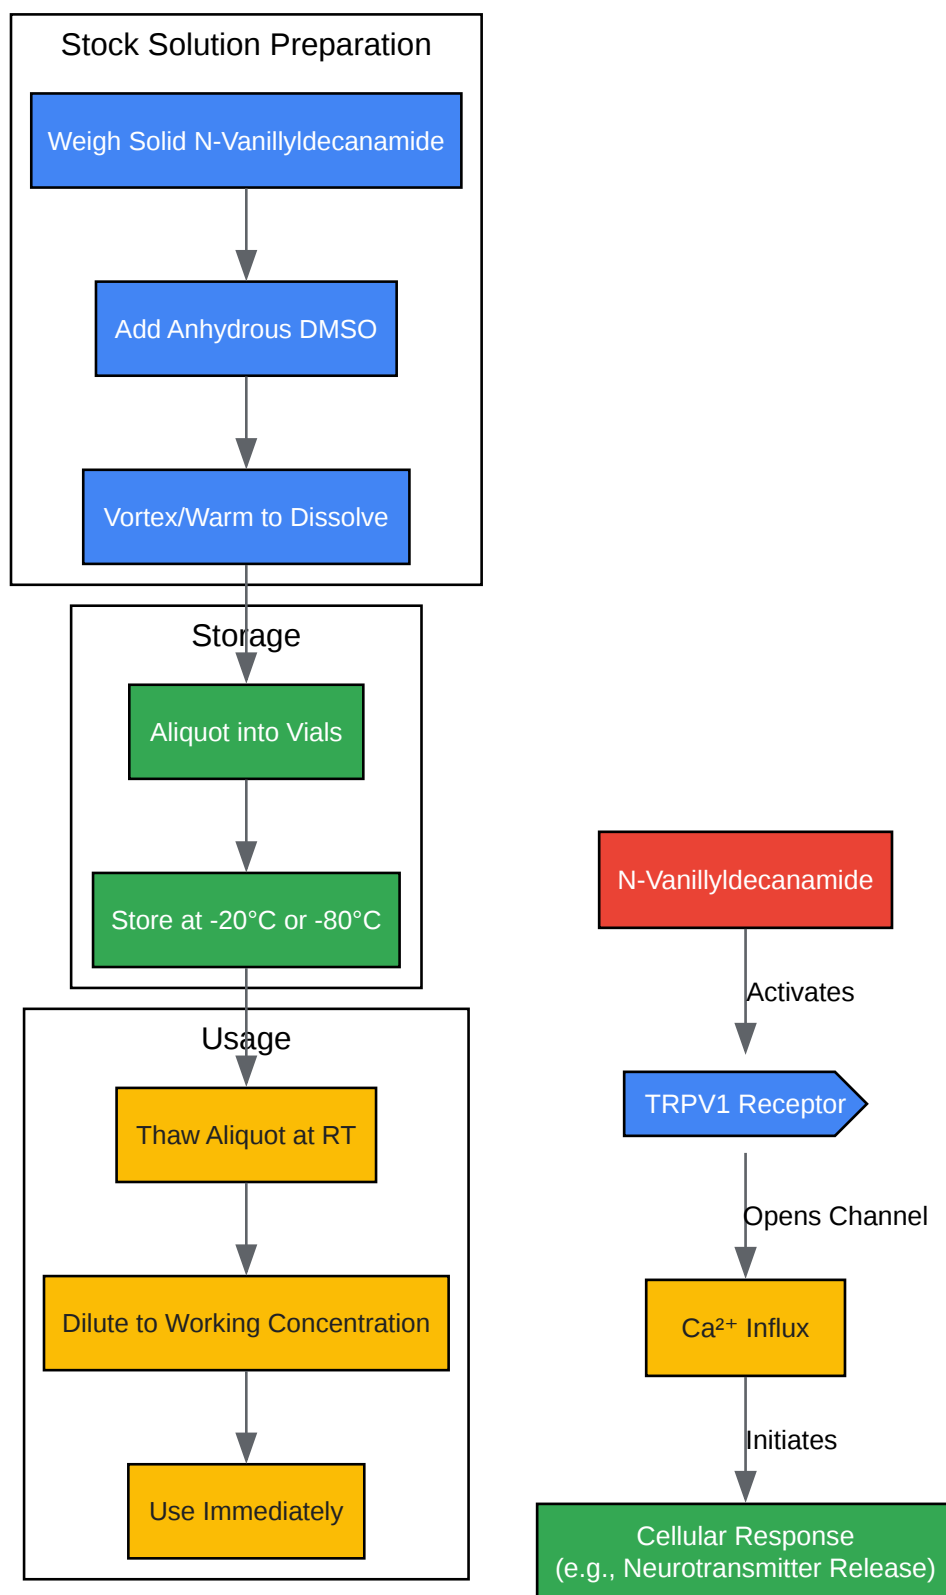 Stock Solution Preparation
Weigh Solid N-Vanillyldecanamide
Add Anhydrous DMSO
Vortex/Warm to Dissolve
Storage
Aliquot into Vials
Store at -20°C or -80°C
Usage
Thaw Aliquot at RT
Dilute to Working Concentration
Use Immediately
N-Vanillyldecanamide
Activates
TRPV1 Receptor
Opens Channel
Ca²⁺ Influx
Initiates
Cellular Response
(e.g., Neurotransmitter Release)